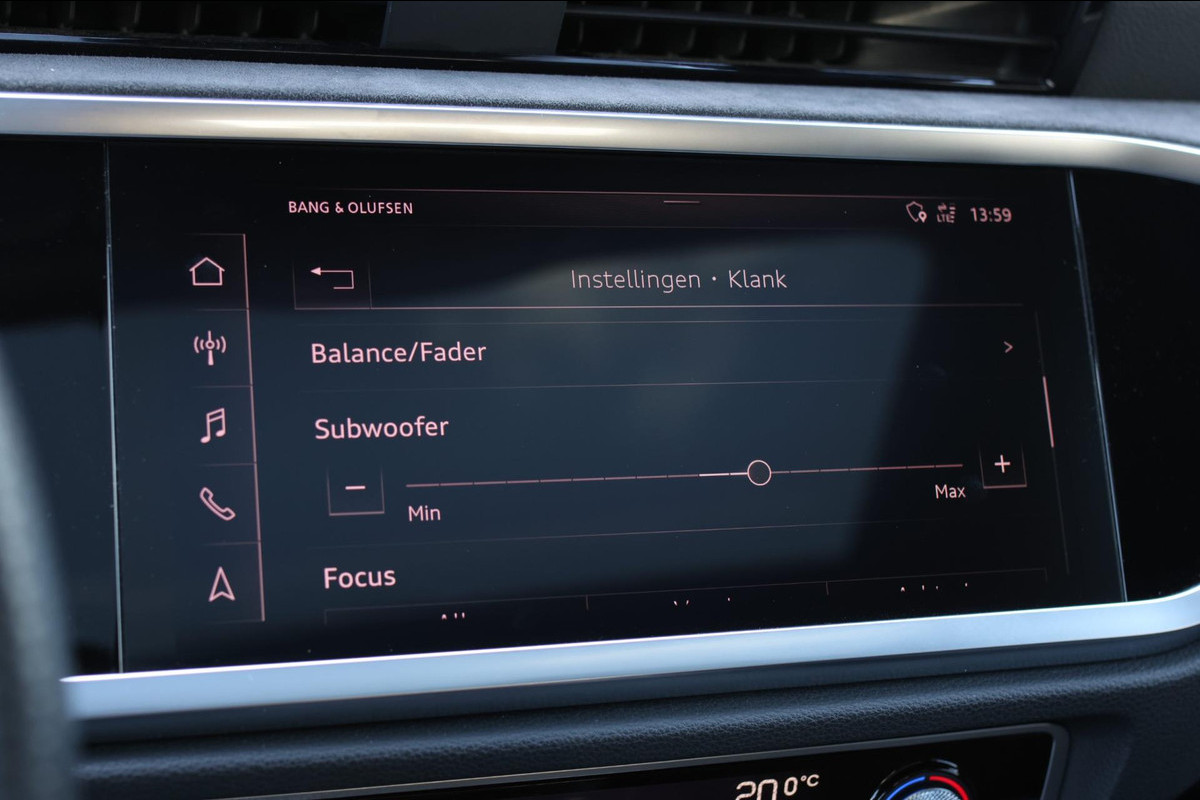 BANG & OLUFSEN
LTE 13:59
Instellingen • Klank
Balance/Fader >
Subwoofer
− +
Min Max
Focus
20.0°C